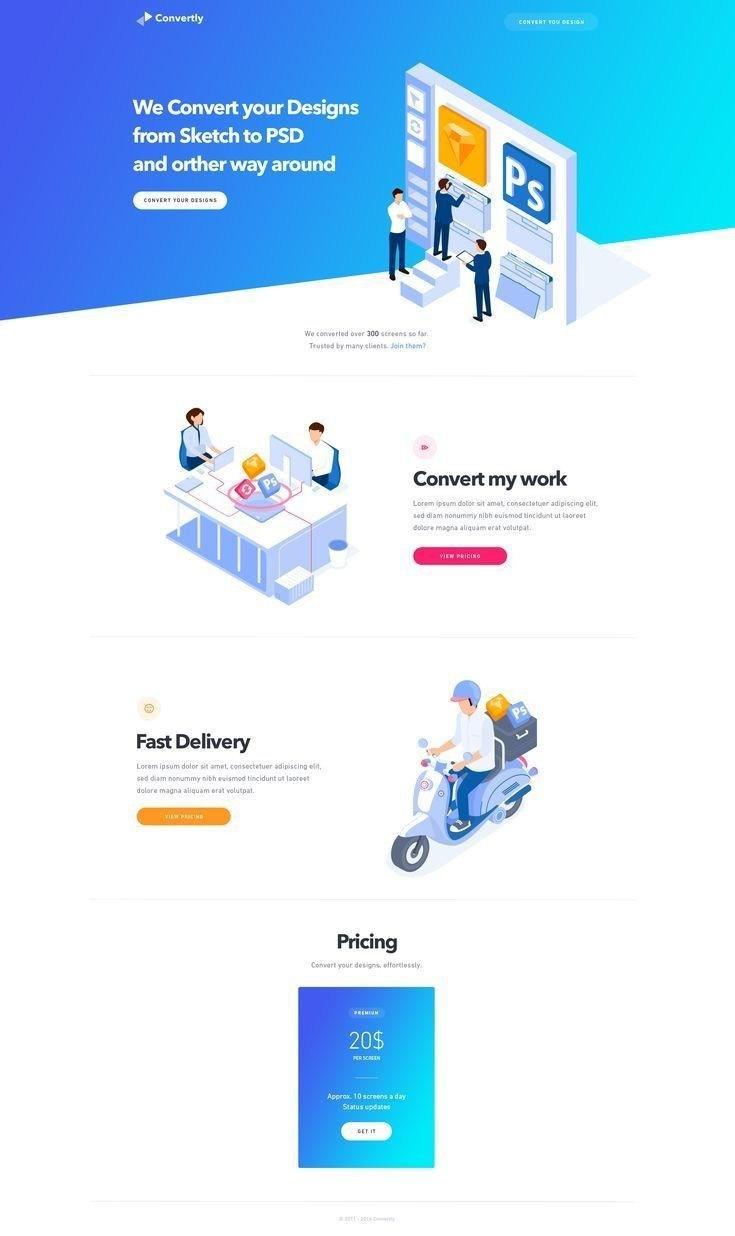 Convertly
CONVERT YOU DESIGN
We Convert your Designs
from Sketch to PSD
and orther way around
CONVERT YOUR DESIGNS
Ps
We converted over 300 screens so far.
Trusted by many clients. Join them?
Ps
Convert my work
Lorem ipsum dolor sit amet, consectetuer adipiscing elit,
sed diam nonummy nibh euismod tincidunt ut laoreet
dolore magna aliquam erat volutpat.
VIEW PRICING
Ps
Fast Delivery
Lorem ipsum dolor sit amet, consectetuer adipiscing elit,
sed diam nonummy nibh euismod tincidunt ut laoreet
dolore magna aliquam erat volutpat.
VIEW PRICING
Pricing
Convert your designs, effortlessly.
PREMIUM
20$
PER SCREEN
Approx. 10 screens a day
Status updates
GET IT
© 2011 - 2016 Convertly